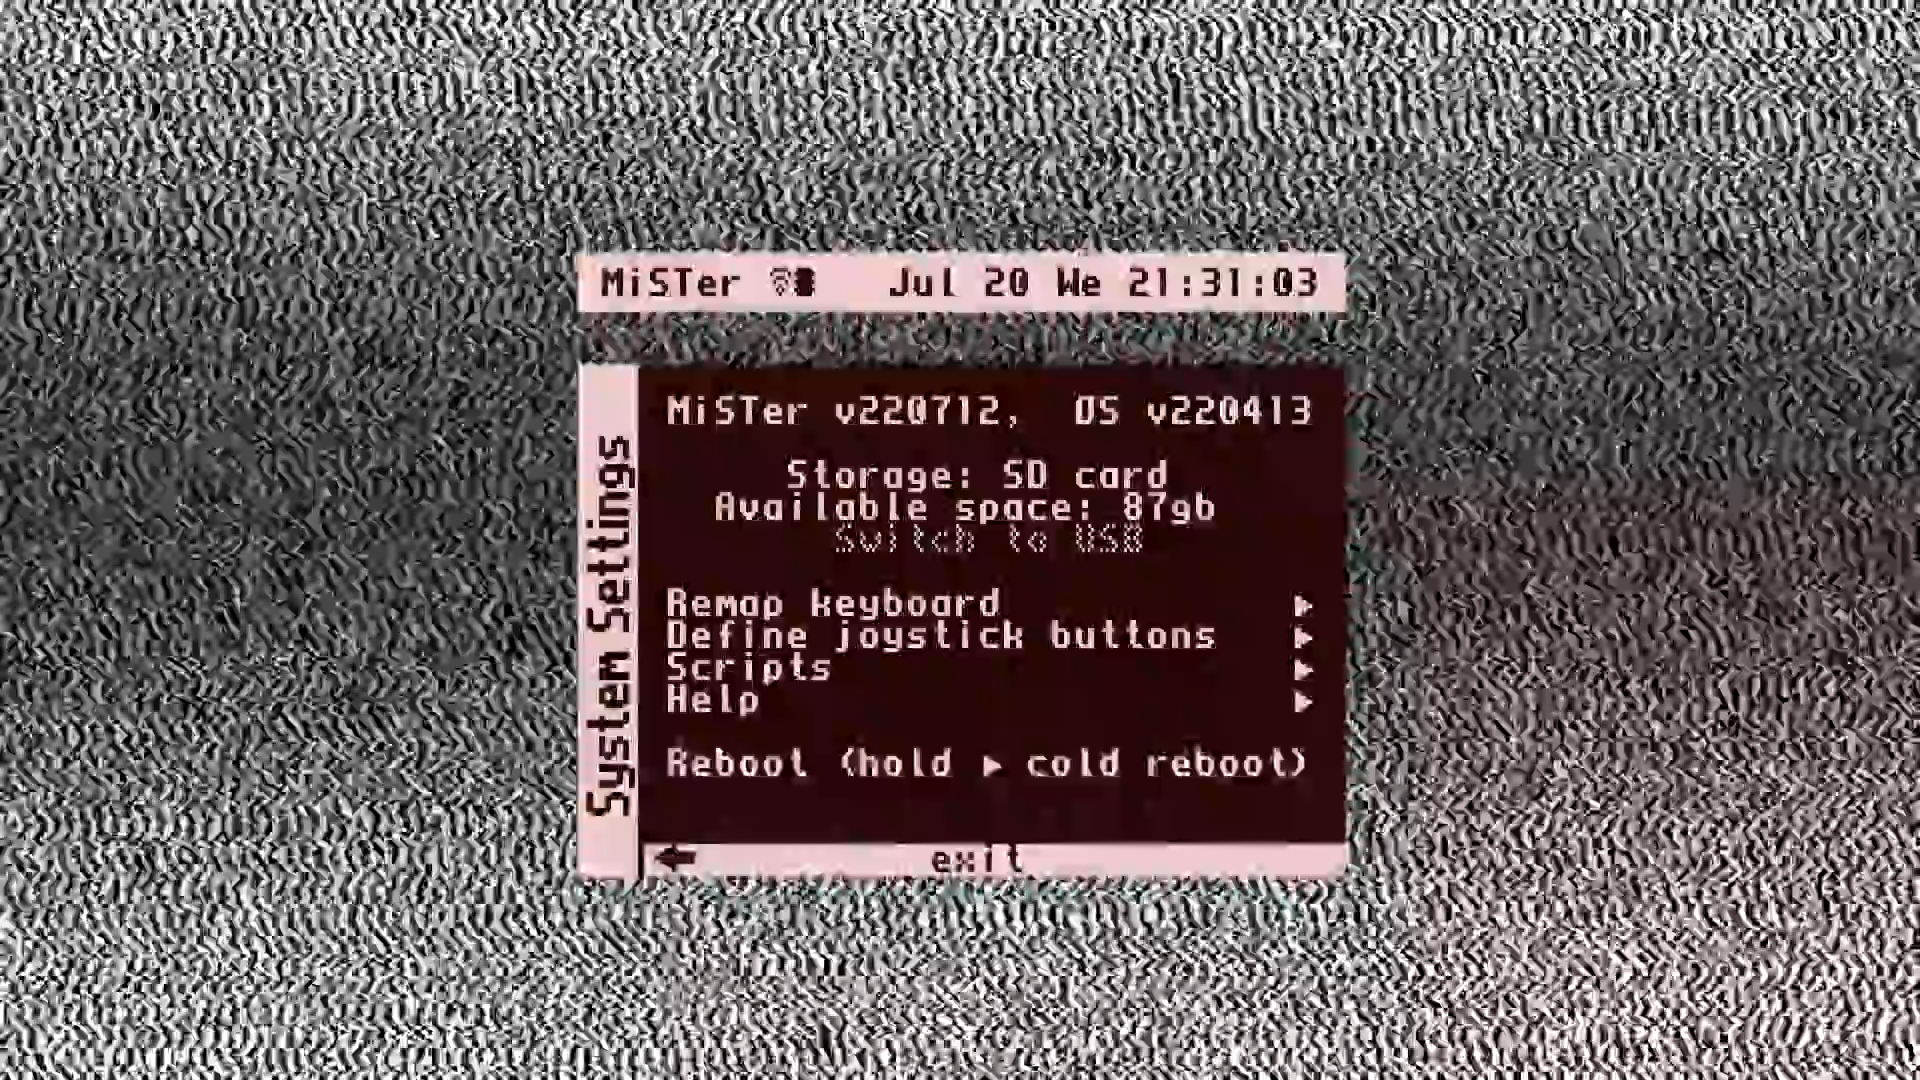 MiSTer Jul 20 We 21:31:03
System Settings
MiSTer v220712, OS v220413
Storage: SD card
Available space: 87gb
Switch to USB
Remap keyboard ▶
Define joystick buttons ▶
Scripts ▶
Help ▶
Reboot (hold ▶ cold reboot)
← exit